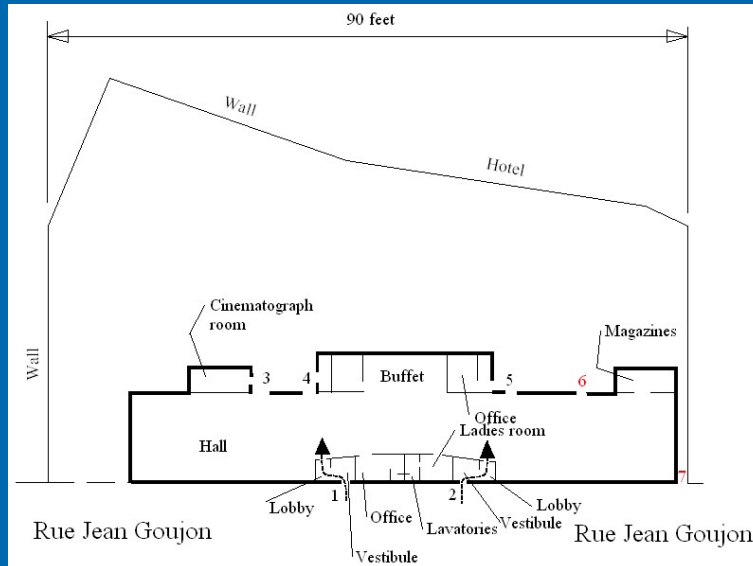 90 feet
Wall
Hotel
Wall
Cinematograph
room
Magazines
3
4
Buffet
5
6
Office
Ladies room
Hall
7
1
2
Lobby
Office
Lavatories
Vestibule
Lobby
Vestibule
Rue Jean Goujon
Rue Jean Goujon